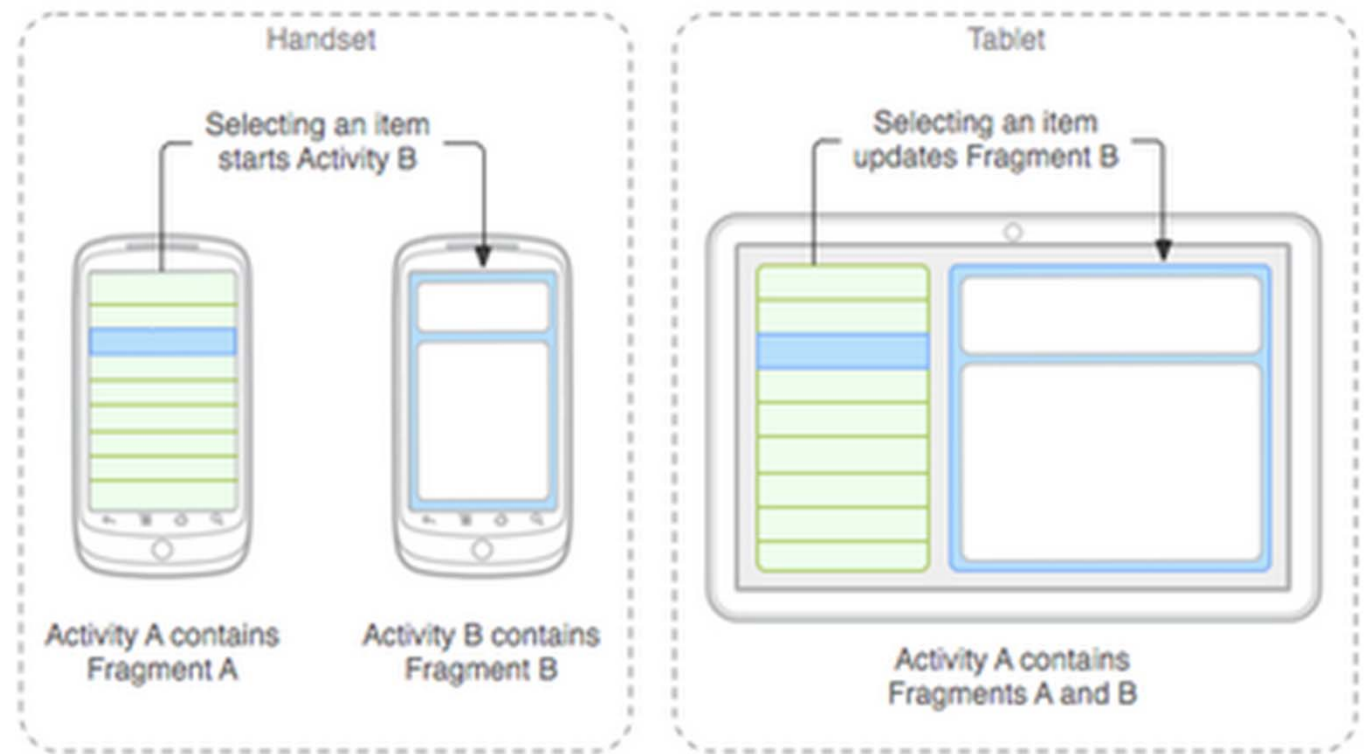 Handset
Selecting an item
starts Activity B
Activity A contains
Fragment A
Activity B contains
Fragment B
Tablet
Selecting an item
updates Fragment B
Activity A contains
Fragments A and B